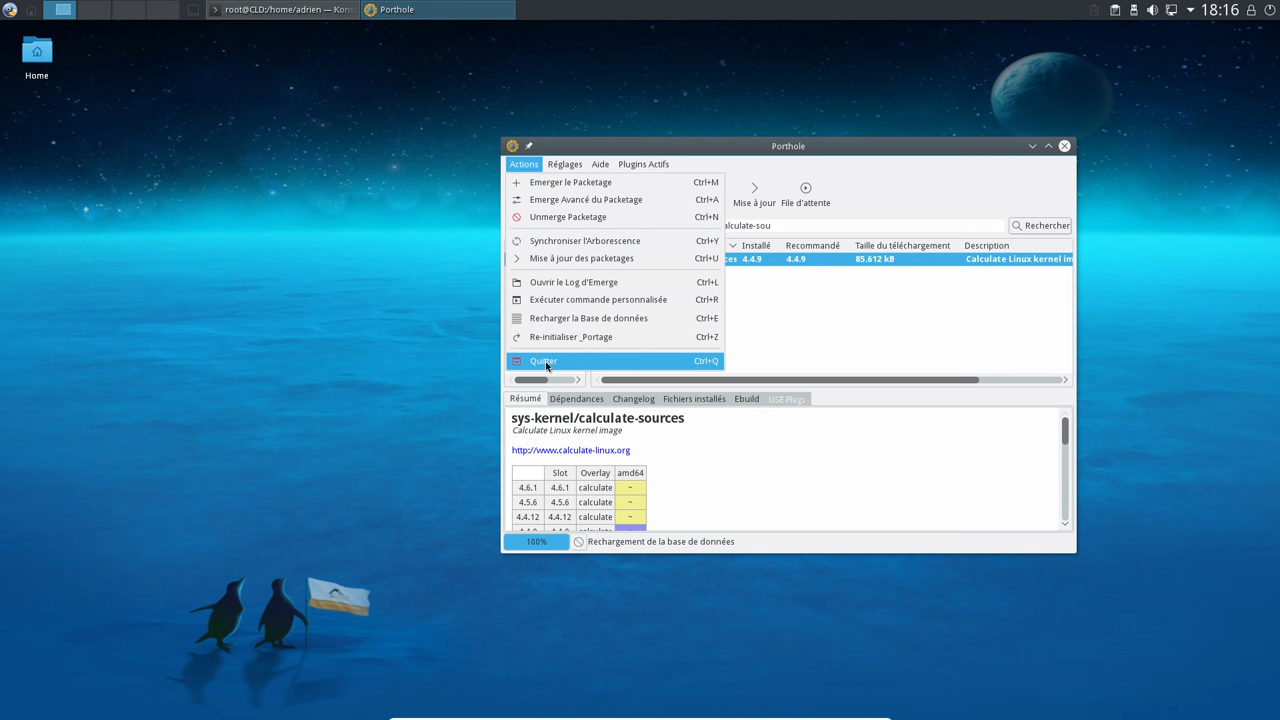 root@CLD:/home/adrien — Kons
Porthole
18:16
Home
Porthole
Actions Réglages Aide Plugins Actifs
Emerger le Packetage Ctrl+M
Emerge Avancé du Packetage Ctrl+A
Unmerge Packetage Ctrl+N
Synchroniser l'Arborescence Ctrl+Y
Mise à jour des packetages Ctrl+U
Ouvrir le Log d'Emerge Ctrl+L
Exécuter commande personnalisée Ctrl+R
Recharger la Base de données Ctrl+E
Re-initialiser _Portage Ctrl+Z
Quitter Ctrl+Q
Mise à jour File d'attente
alculate-sou Rechercher
Installé Recommandé Taille du téléchargement Description
ces 4.4.9 4.4.9 85.612 kB Calculate Linux kernel im
Résumé Dépendances Changelog Fichiers installés Ebuild USE Flags
sys-kernel/calculate-sources
Calculate Linux kernel image
http://www.calculate-linux.org
Slot Overlay amd64
4.6.1 4.6.1 calculate ~
4.5.6 4.5.6 calculate ~
4.4.12 4.4.12 calculate ~
100% Rechargement de la base de données